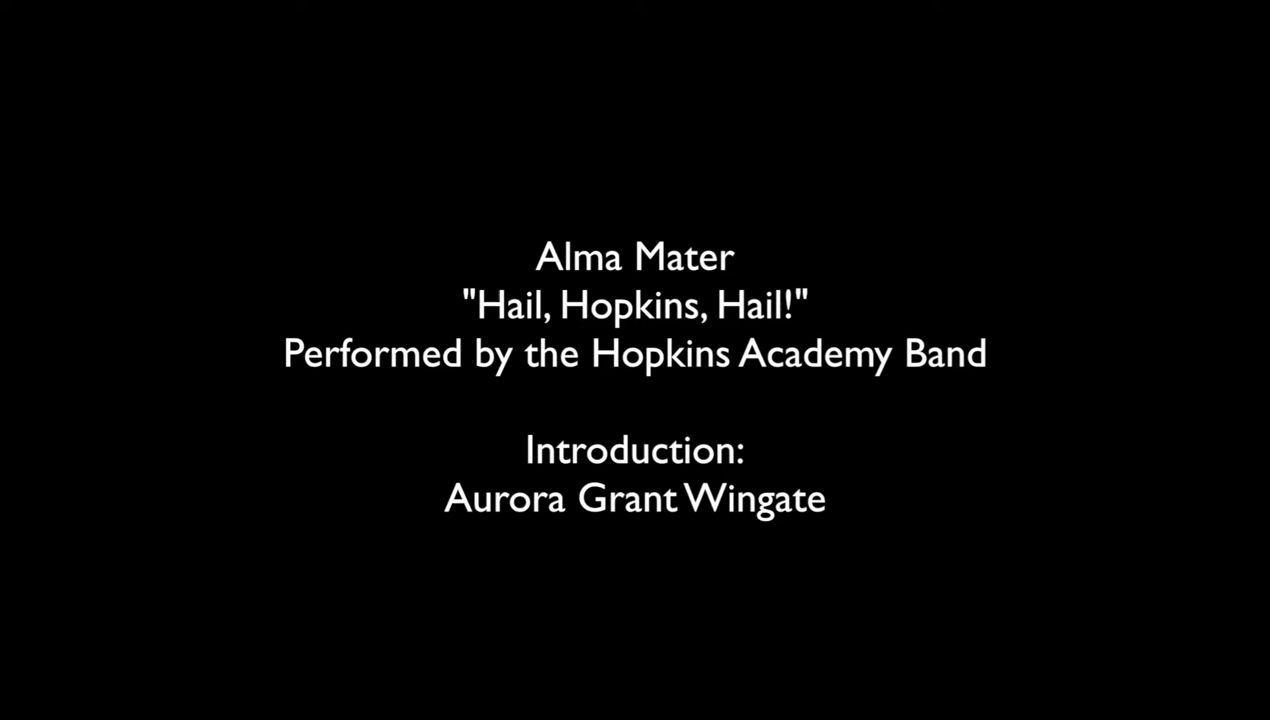 Alma Mater
"Hail, Hopkins, Hail!"
Performed by the Hopkins Academy Band
Introduction:
Aurora Grant Wingate